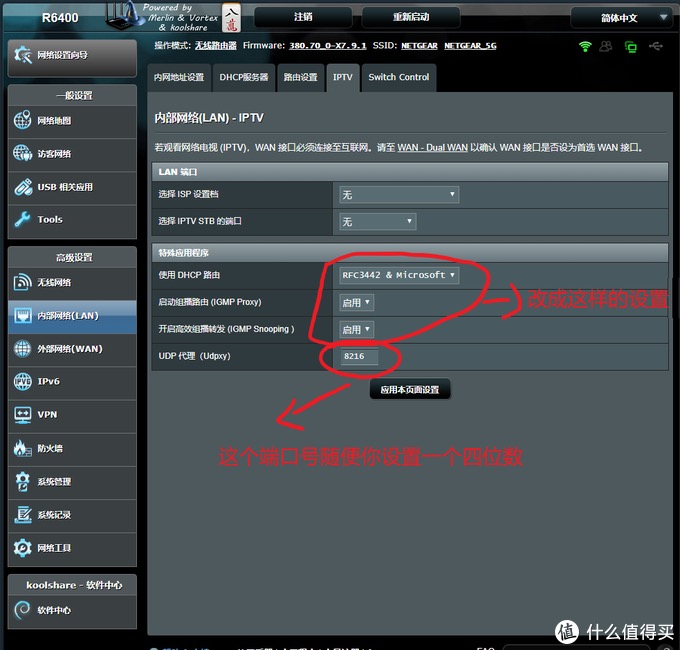 R6400
Powered by
Merlin & Vortex
& koolshare
注销
重新启动
简体中文
操作模式: 无线路由器 Firmware: 380.70_0-X7.9.1 SSID: NETGEAR NETGEAR_5G
网络设置向导
一般设置
网络地图
访客网络
USB 相关应用
Tools
高级设置
无线网络
内部网络(LAN)
外部网络(WAN)
IPv6
VPN
防火墙
系统管理
系统记录
网络工具
koolshare - 软件中心
软件中心
内网地址设置
DHCP服务器
路由设置
IPTV
Switch Control
内部网络(LAN) - IPTV
若观看网络电视 (IPTV)，WAN 接口必须连接至互联网。请至 WAN - Dual WAN 以确认 WAN 接口是否设为首选 WAN 接口。
LAN 端口
选择 ISP 设置档 无
选择 IPTV STB 的端口 无
特殊应用程序
使用 DHCP 路由 RFC3442 & Microsoft
启动组播路由 (IGMP Proxy) 启用
开启高效组播转发 (IGMP Snooping ) 启用
UDP 代理（Udpxy) 8216
应用本页面设置
改成这样的设置
这个端口号随便你设置一个四位数
值 什么值得买